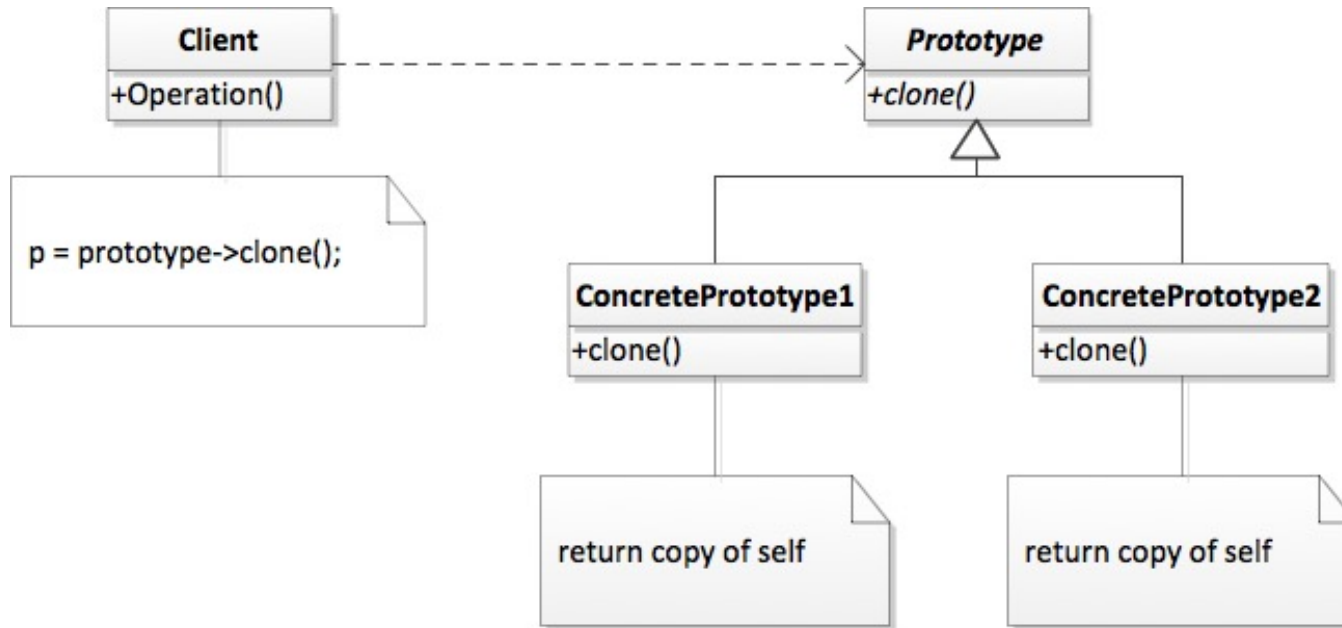 Client
+Operation()
Prototype
+clone()
p = prototype->clone();
ConcretePrototype1
+clone()
ConcretePrototype2
+clone()
return copy of self
return copy of self